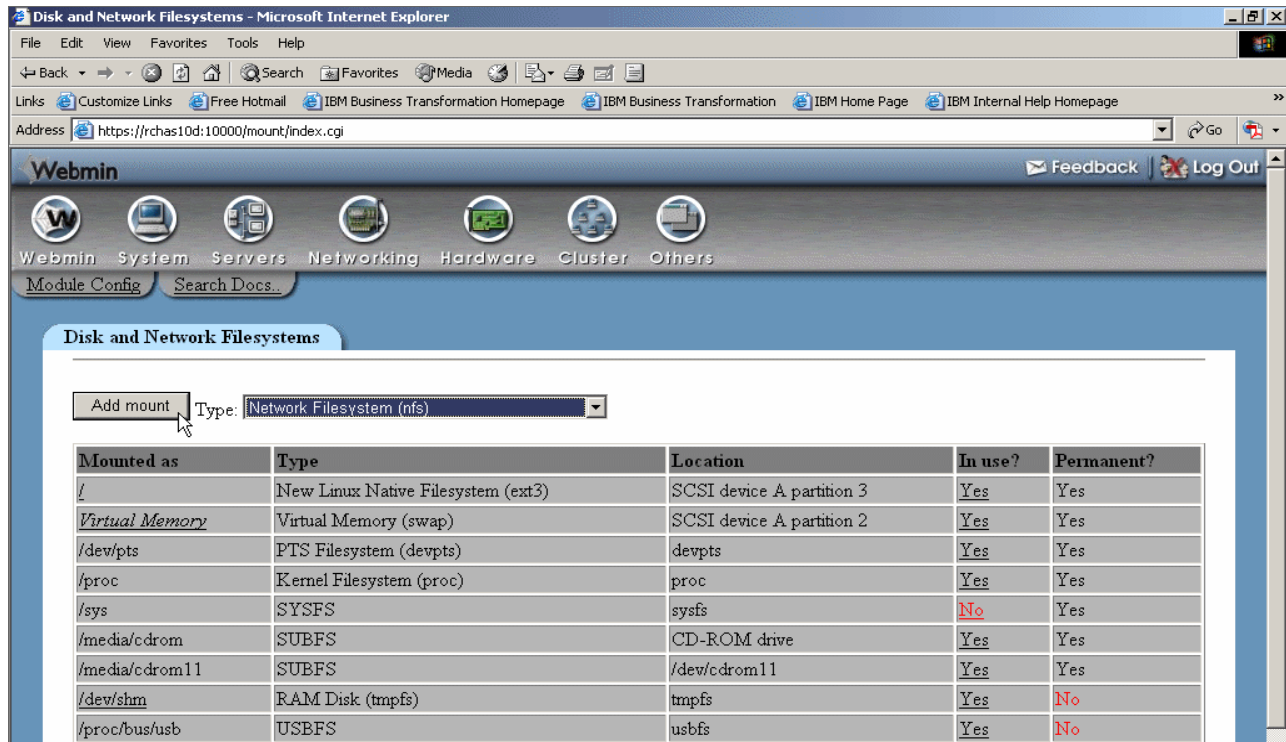 Disk and Network Filesystems - Microsoft Internet Explorer
File Edit View Favorites Tools Help
Back Search Favorites Media
Links Customize Links Free Hotmail IBM Business Transformation Homepage IBM Business Transformation IBM Home Page IBM Internal Help Homepage »
Address https://rchas10d:10000/mount/index.cgi Go
Webmin Feedback Log Out
Webmin System Servers Networking Hardware Cluster Others
Module Config Search Docs..
Disk and Network Filesystems
Add mount Type: Network Filesystem (nfs)
Mounted as Type Location In use? Permanent?
/ New Linux Native Filesystem (ext3) SCSI device A partition 3 Yes Yes
Virtual Memory Virtual Memory (swap) SCSI device A partition 2 Yes Yes
/dev/pts PTS Filesystem (devpts) devpts Yes Yes
/proc Kernel Filesystem (proc) proc Yes Yes
/sys SYSFS sysfs No Yes
/media/cdrom SUBFS CD-ROM drive Yes Yes
/media/cdrom11 SUBFS /dev/cdrom11 Yes Yes
/dev/shm RAM Disk (tmpfs) tmpfs Yes No
/proc/bus/usb USBFS usbfs Yes No